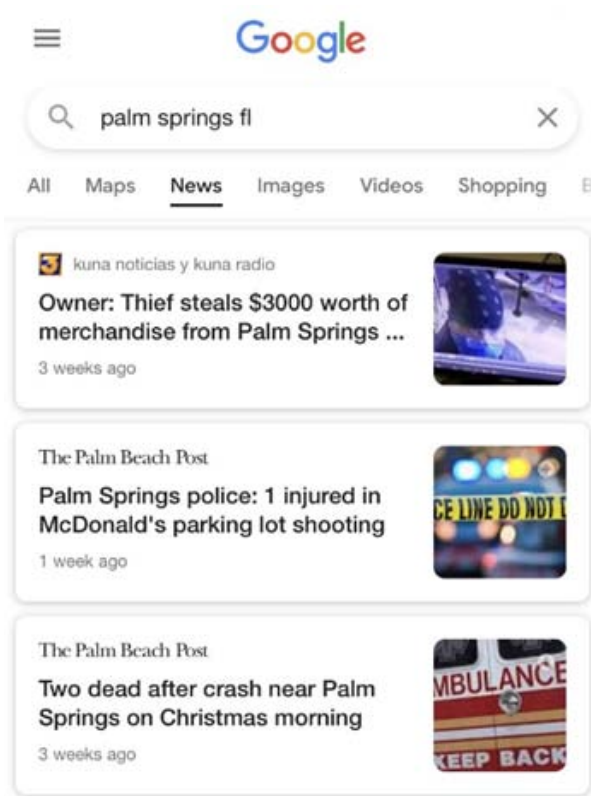 Google
palm springs fl
All Maps News Images Videos Shopping
3 kuna noticias y kuna radio
Owner: Thief steals $3000 worth of
merchandise from Palm Springs ...
3 weeks ago
The Palm Beach Post
Palm Springs police: 1 injured in
McDonald's parking lot shooting
1 week ago
CE LINE DO NOT
The Palm Beach Post
Two dead after crash near Palm
Springs on Christmas morning
3 weeks ago
MBULANCE
KEEP BACK